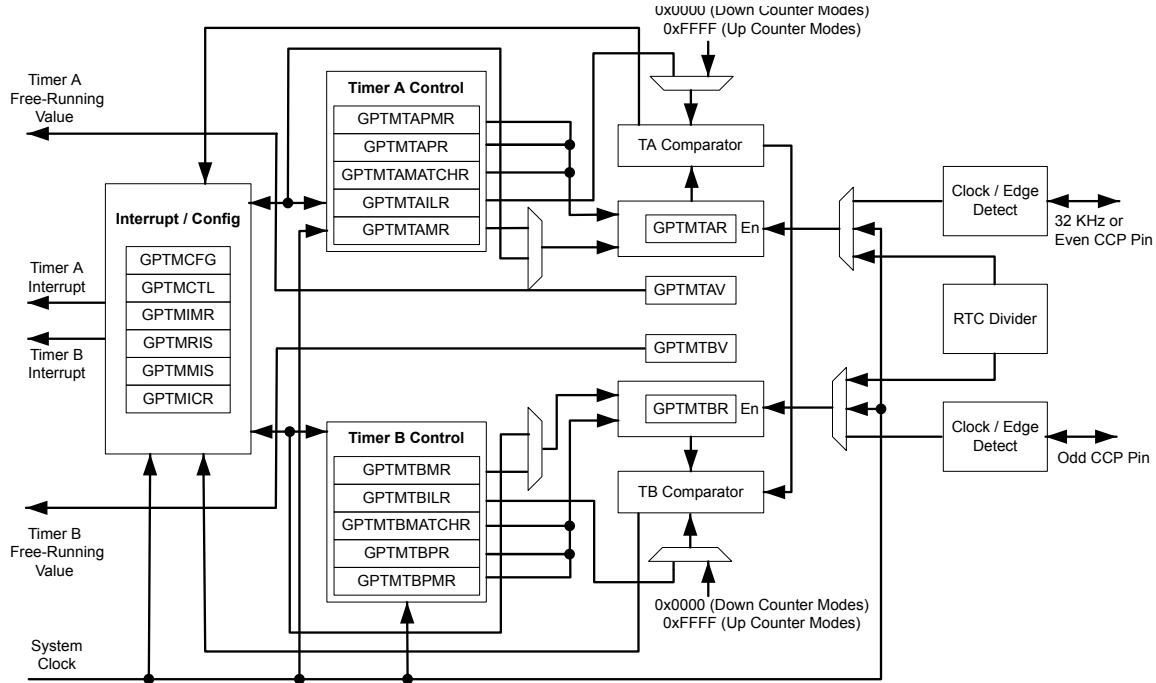 0x0000 (Down Counter Modes)
0xFFFF (Up Counter Modes)
Timer A
Free-Running
Value
Timer A Control
GPTMTAPMR
GPTMTAPR
GPTMTAMATCHR
GPTMTAILR
GPTMTAMR
TA Comparator
GPTMTAR
En
Clock / Edge
Detect
32 KHz or
Even CCP Pin
Interrupt / Config
GPTMCFG
GPTMCTL
GPTMIMR
GPTMRIS
GPTMMIS
GPTMICR
Timer A
Interrupt
Timer B
Interrupt
GPTMTAV
GPTMTBV
RTC Divider
GPTMTBR
En
Clock / Edge
Detect
Odd CCP Pin
Timer B Control
GPTMTBMR
GPTMTBILR
GPTMTBMATCHR
GPTMTBPR
GPTMTBPMR
TB Comparator
0x0000 (Down Counter Modes)
0xFFFF (Up Counter Modes)
Timer B
Free-Running
Value
System
Clock